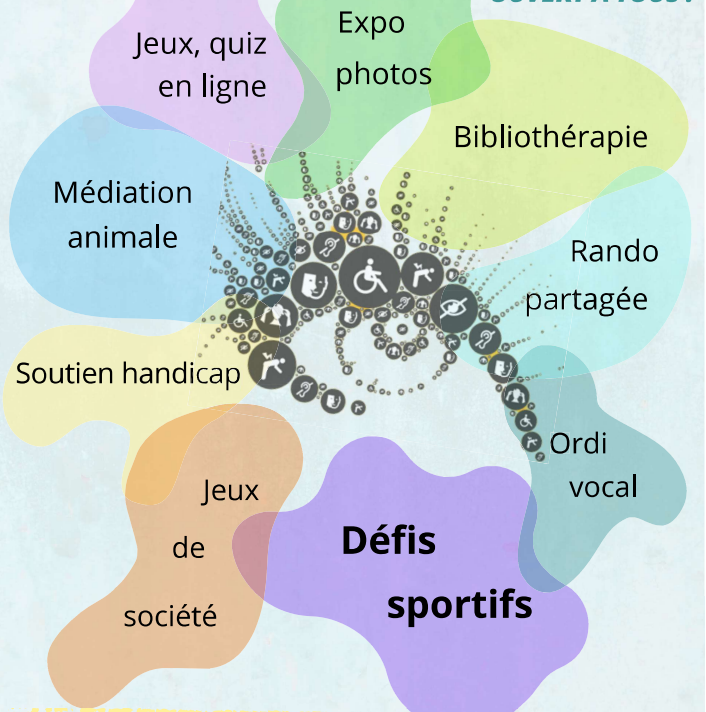 Jeux, quiz
en ligne
Expo
photos
Bibliothérapie
Médiation
animale
Rando
partagée
Soutien handicap
Ordi
vocal
Jeux
de
société
Défis
sportifs